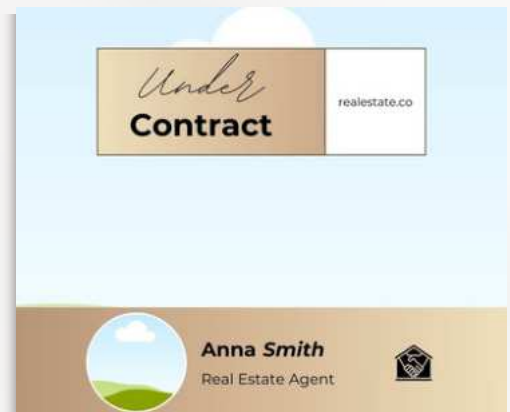 Under
Contract
realestate.co
Anna Smith
Real Estate Agent